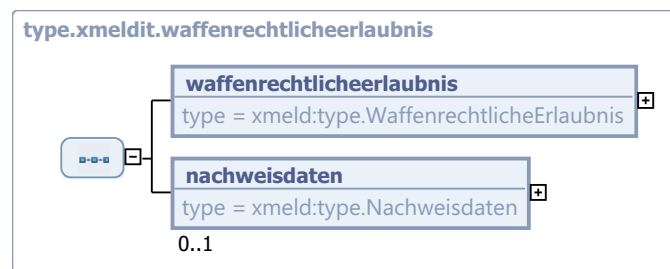 type.xmeldit.waffenrechtlicheerlaubnis
waffenrechtlicheerlaubnis
type = xmeld:type.WaffenrechtlicheErlaubnis
nachweisdaten
type = xmeld:type.Nachweisdaten
0..1